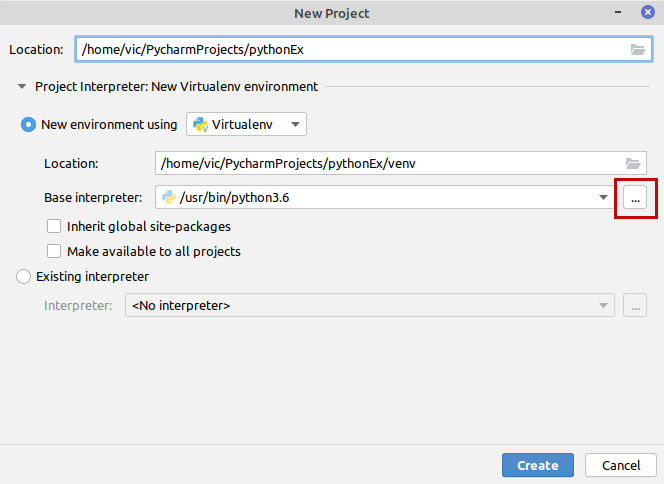 New Project
Location: /home/vic/PycharmProjects/pythonEx
Project Interpreter: New Virtualenv environment
New environment using Virtualenv
Location: /home/vic/PycharmProjects/pythonEx/venv
Base interpreter: /usr/bin/python3.6 ...
Inherit global site-packages
Make available to all projects
Existing interpreter
Interpreter: <No interpreter> ...
Create Cancel